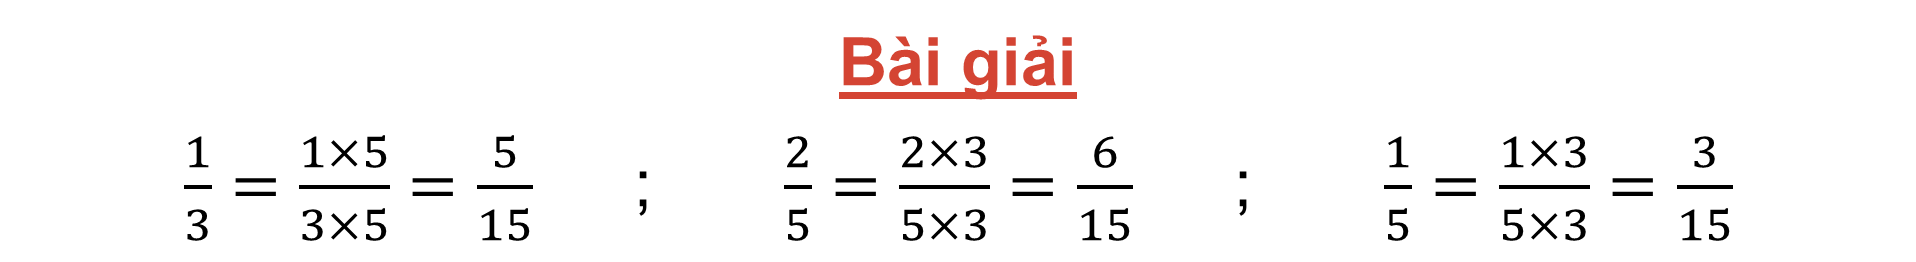 Bài giải
1/3 = 1×5/3×5 = 5/15 ; 2/5 = 2×3/5×3 = 6/15 ; 1/5 = 1×3/5×3 = 3/15